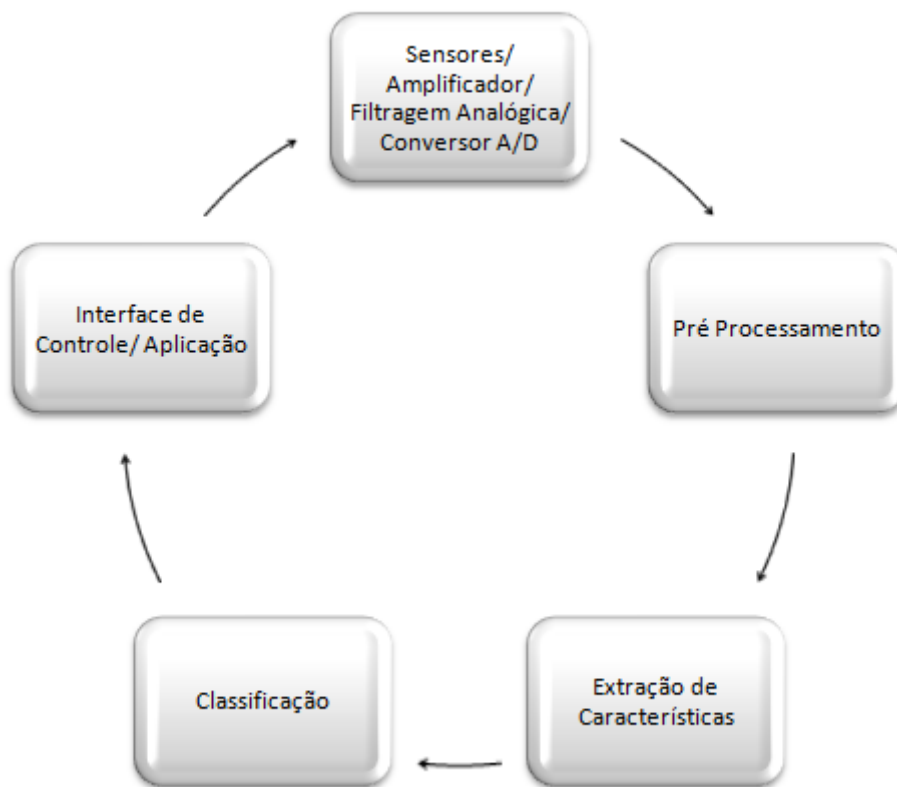 Sensores/
Amplificador/
Filtragem Analógica/
Conversor A/D
Pré Processamento
Extração de
Características
Classificação
Interface de
Controle/ Aplicação